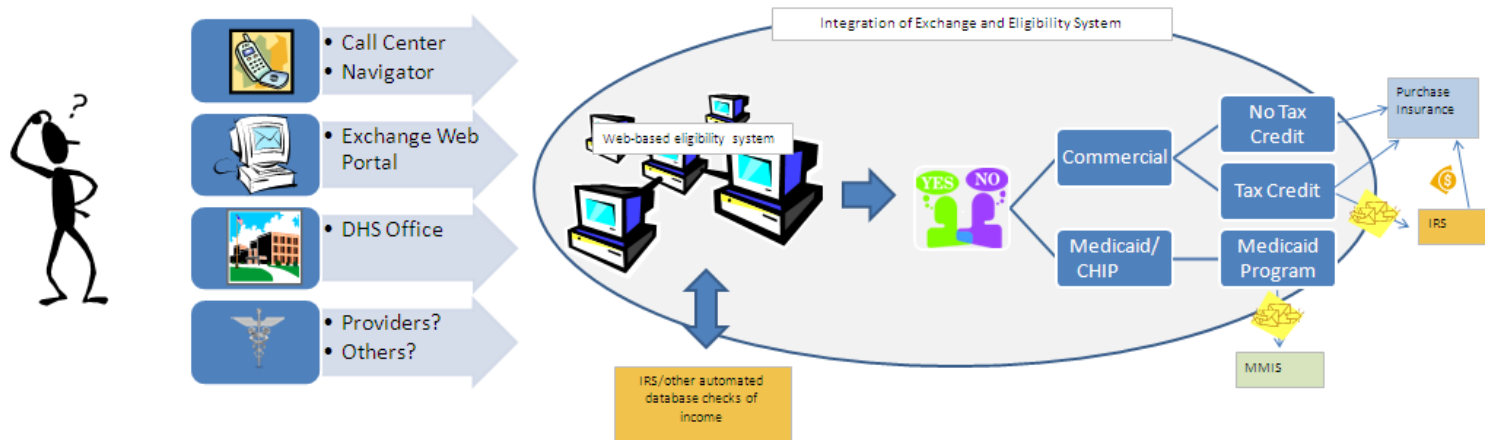 Integration of Exchange and Eligibility System
?
• Call Center
• Navigator
• Exchange Web
Portal
• DHS Office
• Providers?
• Others?
Web-based eligibility system
YES
NO
Commercial
Medicaid/
CHIP
No Tax
Credit
Tax Credit
Medicaid
Program
Purchase
Insurance
$
IRS
MMIS
IRS/other automated
database checks of
income